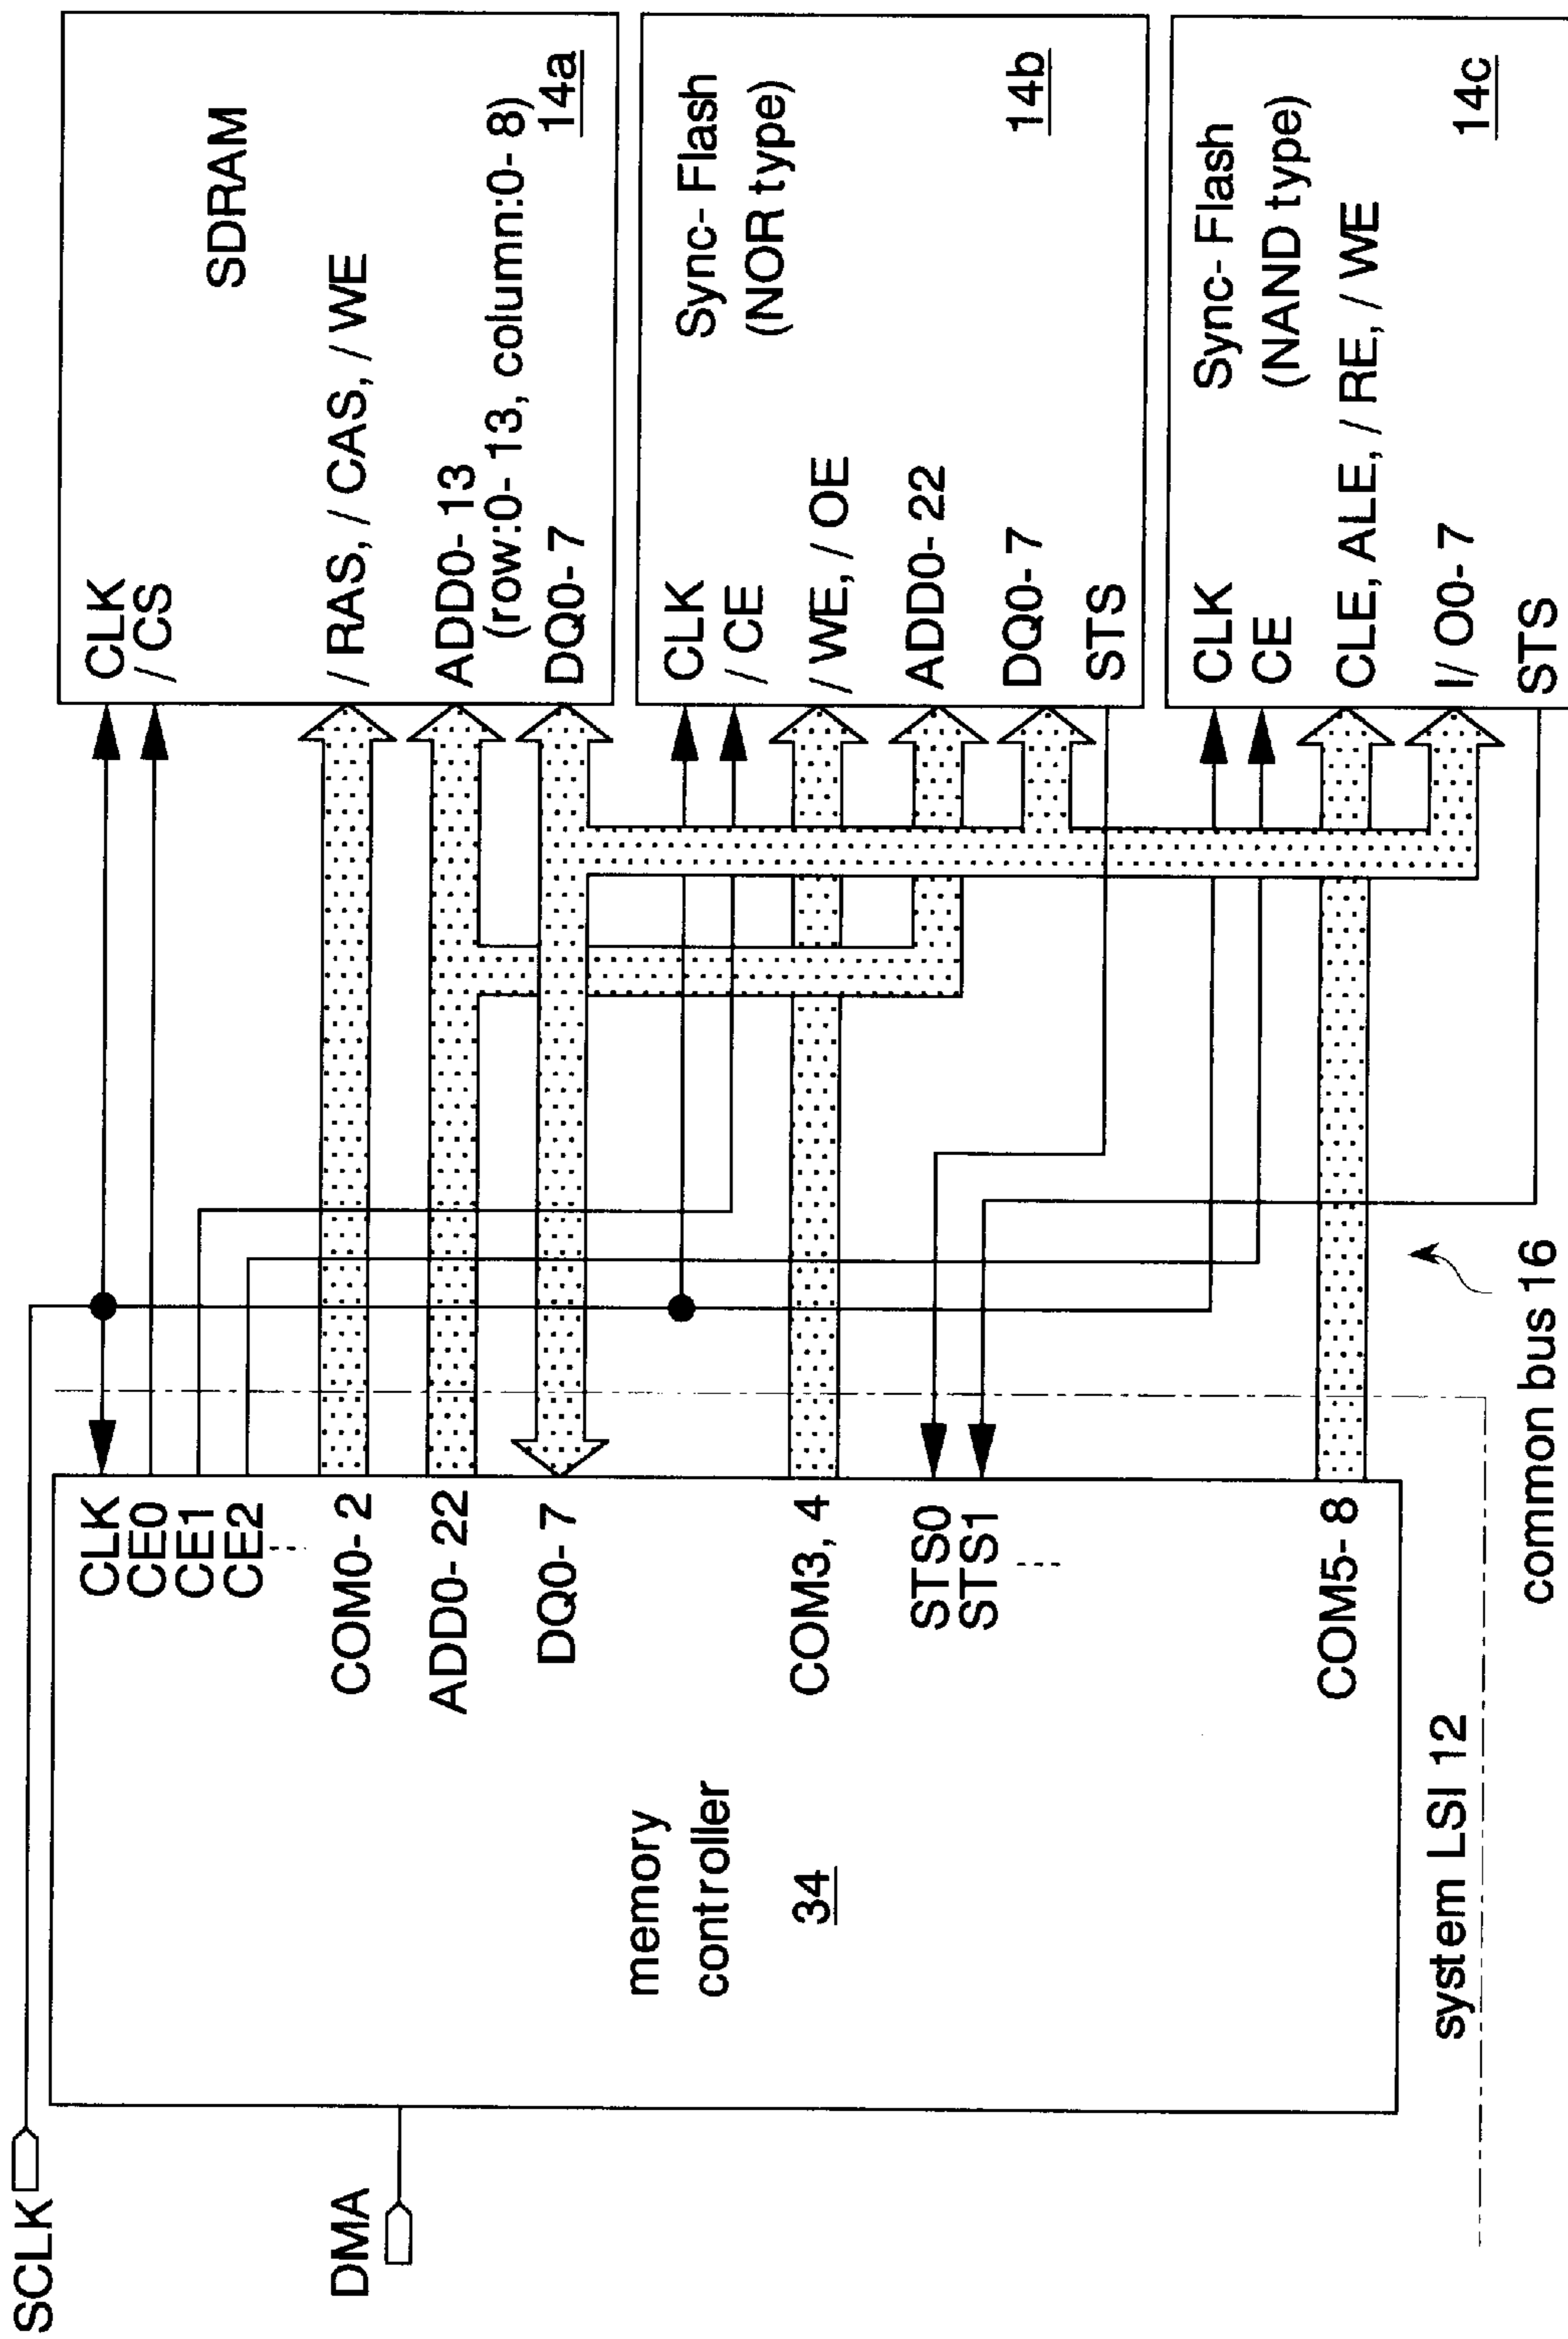 SCLK
DMA
memory
controller
34
CLK
CE0
CE1
CE2
COM0- 2
ADD0- 22
DQ0- 7
COM3, 4
STS0
STS1
COM5- 8
system LSI 12
common bus 16
CLK
/ CS
SDRAM
/ RAS, / CAS, / WE
ADD0- 13
(row:0- 13, column:0- 8)
DQ0- 7
14a
CLK
/ CE
Sync- Flash
(NOR type)
/ WE, / OE
ADD0- 22
DQ0- 7
STS
14b
CLK
CE
Sync- Flash
(NAND type)
CLE, ALE, / RE, / WE
I/ O0- 7
STS
14c